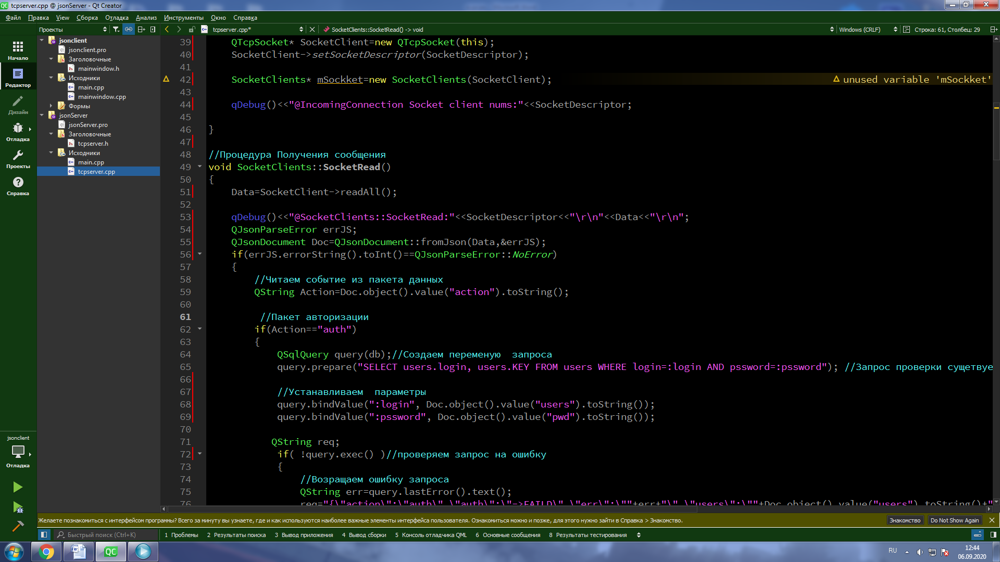 tcpserver.cpp @ jsonServer - Qt Creator
Файл Правка View Сборка Отладка Анализ Инструменты Окно Справка
Проекты
tcpserver.cpp*
SocketClients::SocketRead() -> void
Windows (CRLF)
Строка: 61, Столбец: 29
Начало
Редактор
Дизайн
Отладка
Проекты
Справка
jsonclient
jsonclient.pro
Заголовочные
mainwindow.h
Исходники
main.cpp
mainwindow.cpp
Формы
jsonServer
jsonServer.pro
Заголовочные
tcpserver.h
Исходники
main.cpp
tcpserver.cpp
39 QTcpSocket* SocketClient=new QTcpSocket(this);
40 SocketClient->setSocketDescriptor(SocketDescriptor);
41
42 SocketClients* mSockket=new SocketClients(SocketClient); unused variable 'mSockket'
43
44 qDebug()<<"@IncomingConnection Socket client nums:"<<SocketDescriptor;
45
46 }
47
48 //Процедура Получения сообщения
49 void SocketClients::SocketRead()
50 {
51 Data=SocketClient->readAll();
52
53 qDebug()<<"@SocketClients::SocketRead:"<<SocketDescriptor<<"\r\n"<<Data<<"\r\n";
54 QJsonParseError errJS;
55 QJsonDocument Doc=QJsonDocument::fromJson(Data,&errJS);
56 if(errJS.errorString().toInt()==QJsonParseError::NoError)
57 {
58 //Читаем событие из пакета данных
59 QString Action=Doc.object().value("action").toString();
60
61 //Пакет авторизации
62 if(Action=="auth")
63 {
64 QSqlQuery query(db);//Создаем переменую  запроса
65 query.prepare("SELECT users.login, users.KEY FROM users WHERE login=:login AND pssword=:pssword"); //Запрос проверки сущетвуе
66
67 //Устанавливаем  параметры
68 query.bindValue(":login", Doc.object().value("users").toString());
69 query.bindValue(":pssword", Doc.object().value("pwd").toString());
70
71 QString req;
72 if( !query.exec() )//проверяем запрос на ошибку
73 {
74 //Возращаем ошибку запроса
75 QString err=query.lastError().text();
76 req="{\"action\":\"auth\",\"auth\":\"=>FAILD\",\"err\":\""+err+"\",\"users\":\""+Doc.object().value("users").toString()+"
jsonclient
Отладка
Желаете познакомиться с интерфейсом программы? Всего за минуту вы узнаете, где и как используются наиболее важные элементы интерфейса пользователя. Ознакомиться можно и позже, для этого нужно зайти в Справка > Знакомство.
Знакомство
Do Not Show Again
Быстрый поиск (Ctrl+K)
1 Проблемы 2 Результаты поиска 3 Вывод приложения 4 Вывод сборки 5 Консоль отладчика QML 6 Основные сообщения 8 Результаты тестирования
RU
12:44
06.09.2020